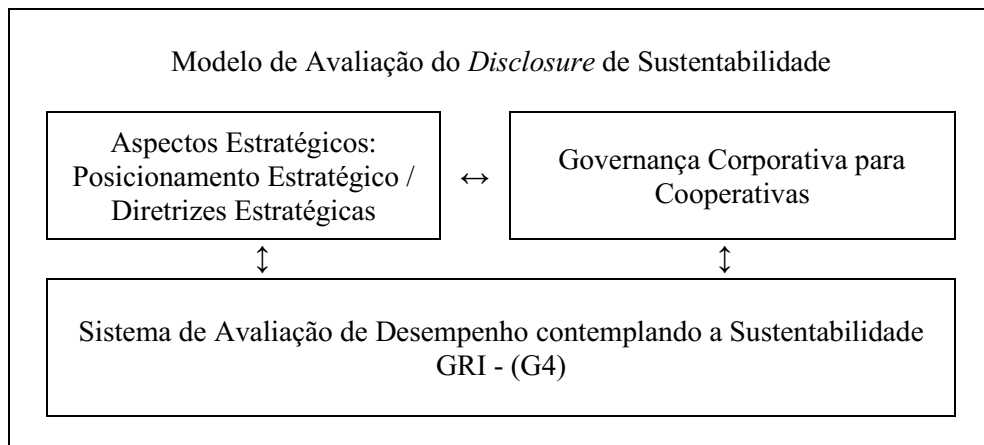 Modelo de Avaliação do Disclosure de Sustentabilidade
Aspectos Estratégicos:
Posicionamento Estratégico /
Diretrizes Estratégicas
↔
Governança Corporativa para
Cooperativas
↕ ↕
Sistema de Avaliação de Desempenho contemplando a Sustentabilidade
GRI - (G4)